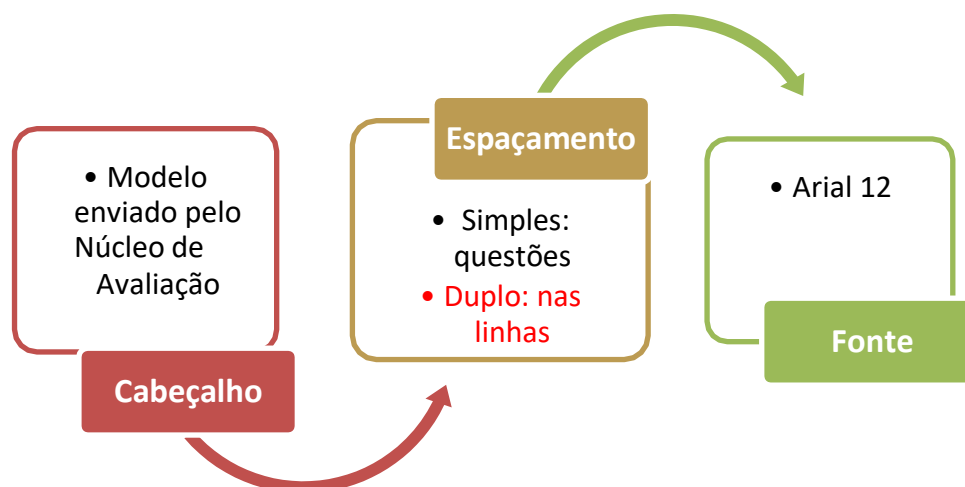 • Modelo
enviado pelo
Núcleo de
Avaliação
Cabeçalho
Espaçamento
• Simples:
questões
• Duplo: nas
linhas
• Arial 12
Fonte